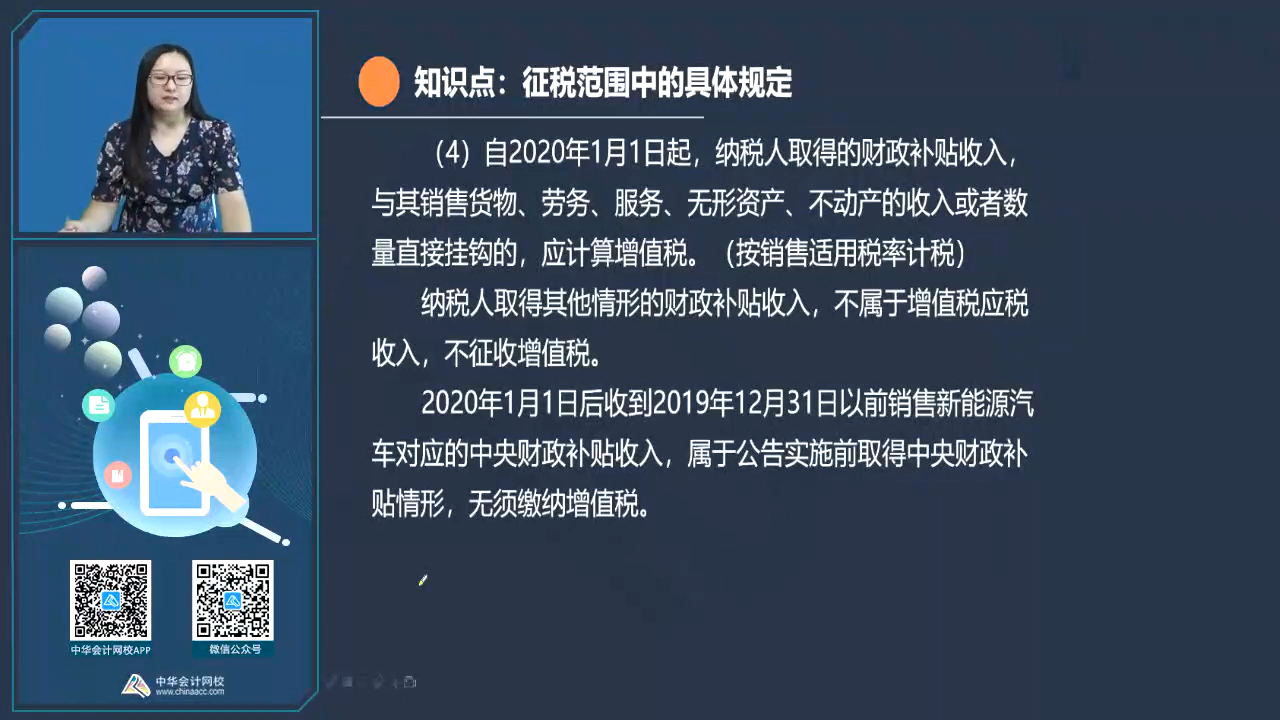 知识点：征税范围中的具体规定
（4）自2020年1月1日起，纳税人取得的财政补贴收入，
与其销售货物、劳务、服务、无形资产、不动产的收入或者数
量直接挂钩的，应计算增值税。（按销售适用税率计税）
纳税人取得其他情形的财政补贴收入，不属于增值税应税
收入，不征收增值税。
2020年1月1日后收到2019年12月31日以前销售新能源汽
车对应的中央财政补贴收入，属于公告实施前取得中央财政补
贴情形，无须缴纳增值税。
中华会计网校APP
微信公众号
中华会计网校
www.chinaacc.com